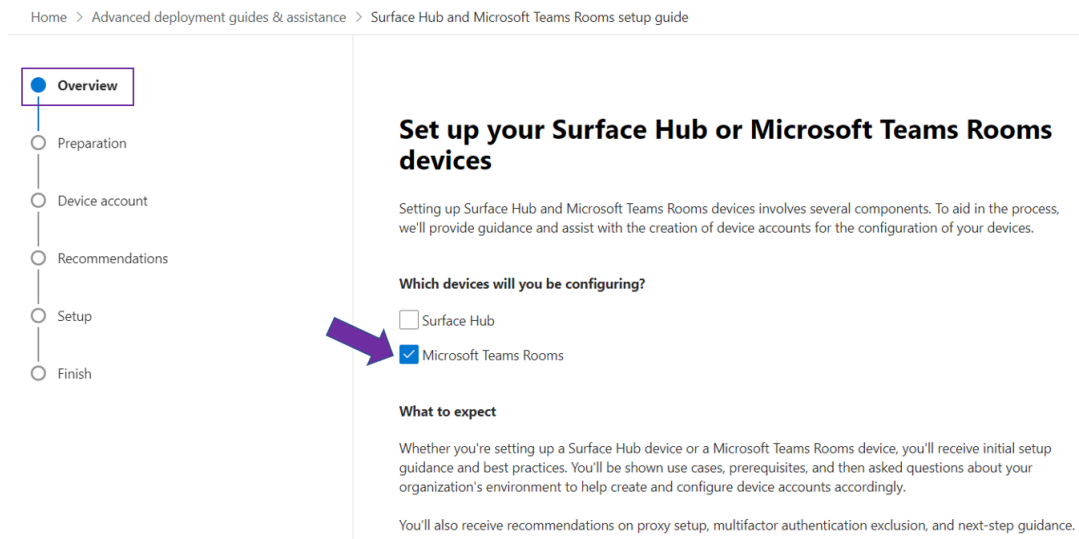 Home > Advanced deployment guides & assistance > Surface Hub and Microsoft Teams Rooms setup guide
Overview
Preparation
Device account
Recommendations
Setup
Finish
Set up your Surface Hub or Microsoft Teams Rooms
devices
Setting up Surface Hub and Microsoft Teams Rooms devices involves several components. To aid in the process,
we'll provide guidance and assist with the creation of device accounts for the configuration of your devices.
Which devices will you be configuring?
Surface Hub
Microsoft Teams Rooms
What to expect
Whether you're setting up a Surface Hub device or a Microsoft Teams Rooms device, you'll receive initial setup
guidance and best practices. You'll be shown use cases, prerequisites, and then asked questions about your
organization's environment to help create and configure device accounts accordingly.
You'll also receive recommendations on proxy setup, multifactor authentication exclusion, and next-step guidance.